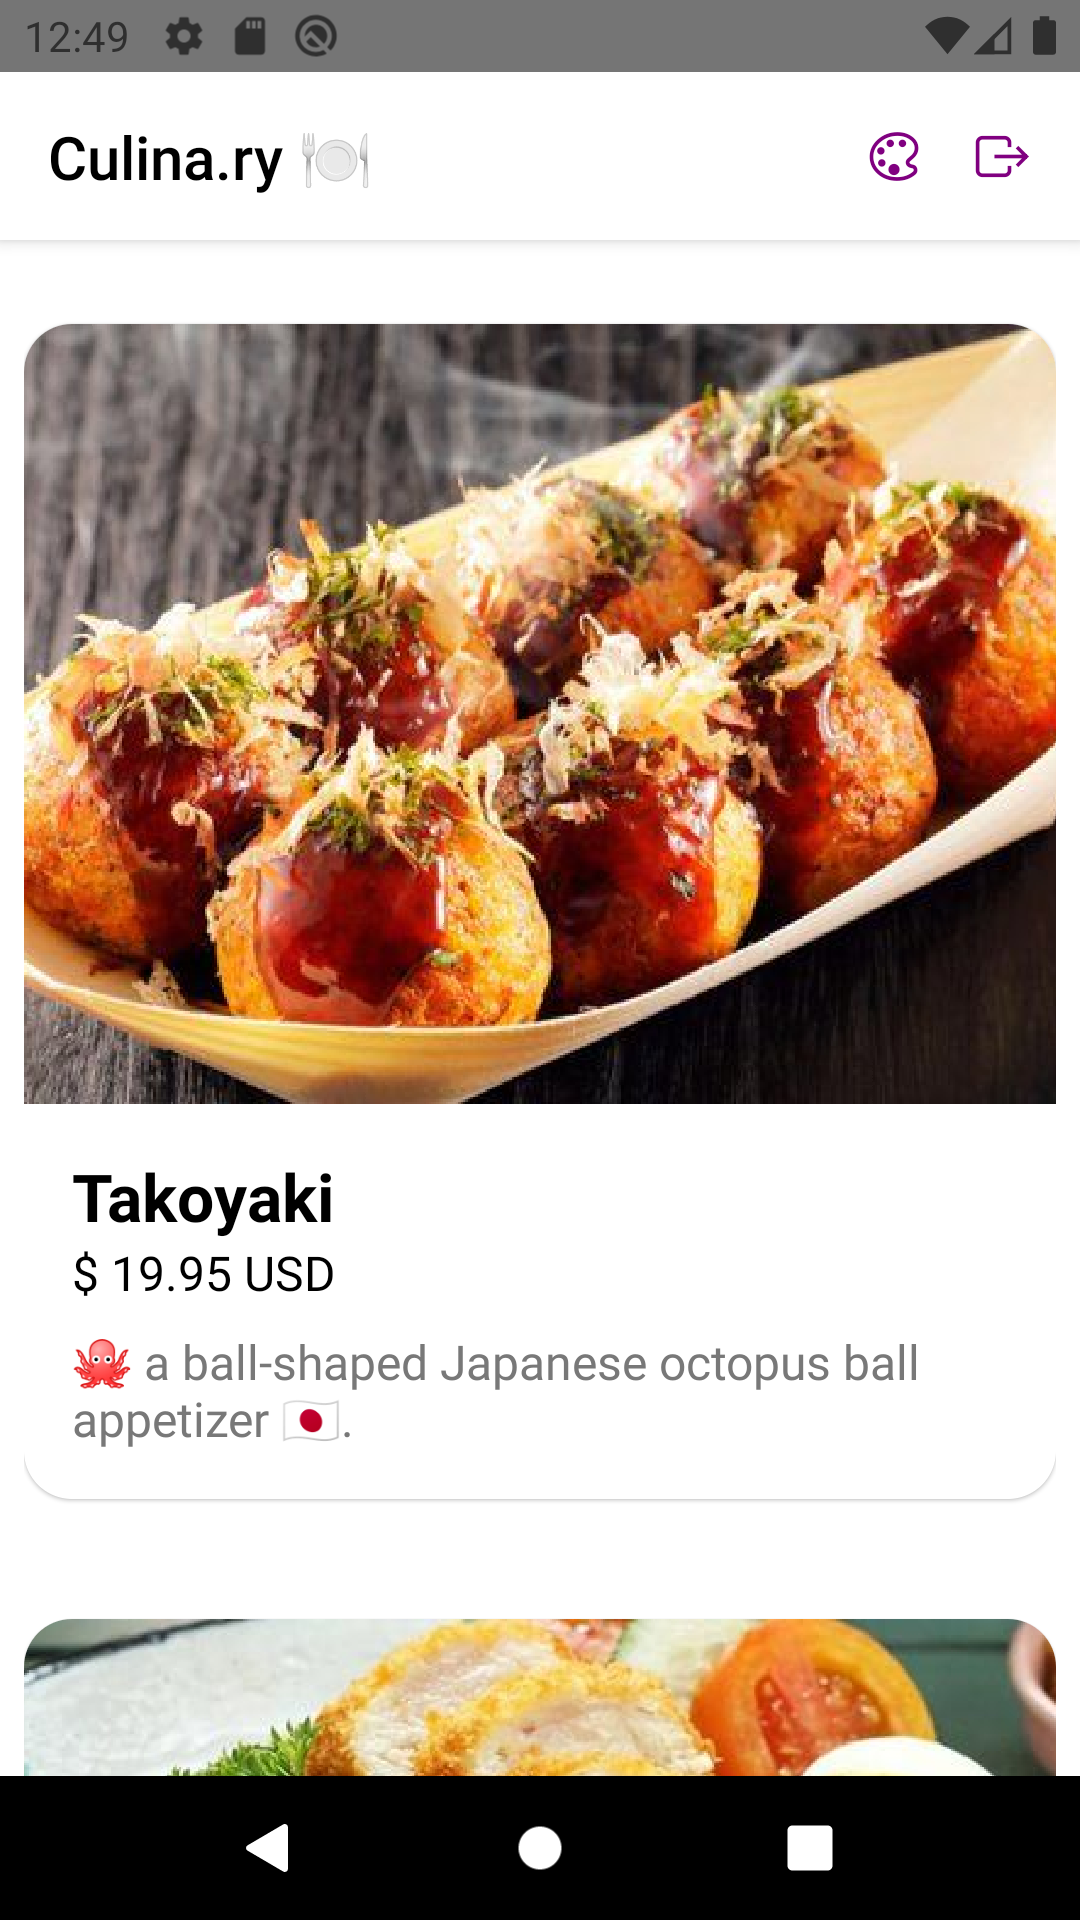 12:49
Culina.ry 🍽️
Takoyaki
$ 19.95 USD
🐙 a ball-shaped Japanese octopus ball
appetizer 🇯🇵.